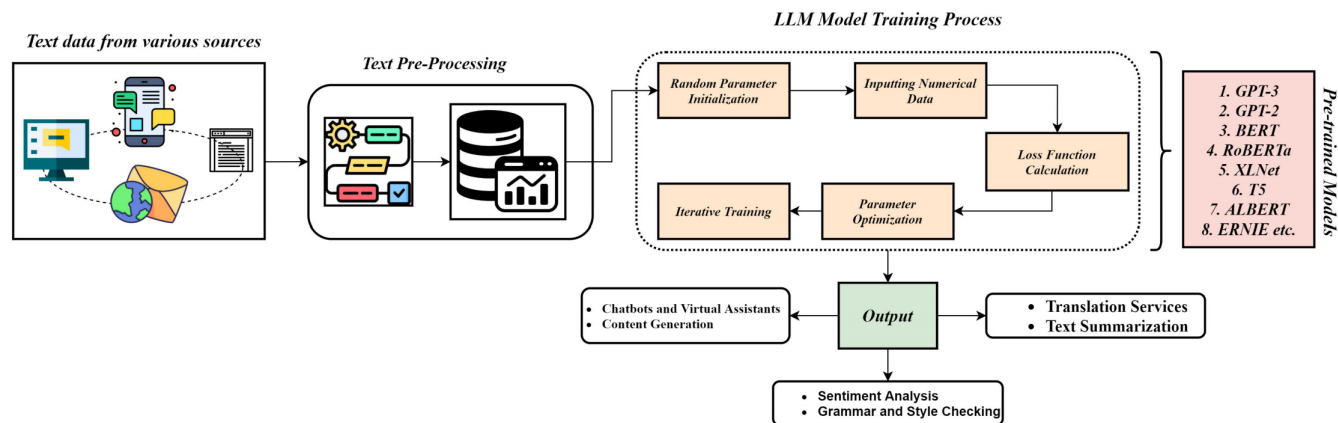 LLM Model Training Process
Text data from various sources
Text Pre-Processing
Random Parameter
Initialization
Inputing Numerical
Data
Loss Function
Calculation
Parameter
Optimization
Iterative Training
1. GPT-3
2. GPT-2
3. BERT
4. RoBERTa
5. XLNet
6. T5
7. ALBERT
8. ERNIE etc.
Pre-trained Models
• Chatbots and Virtual Assistants
• Content Generation
Output
• Translation Services
• Text Summarization
• Sentiment Analysis
• Grammar and Style Checking